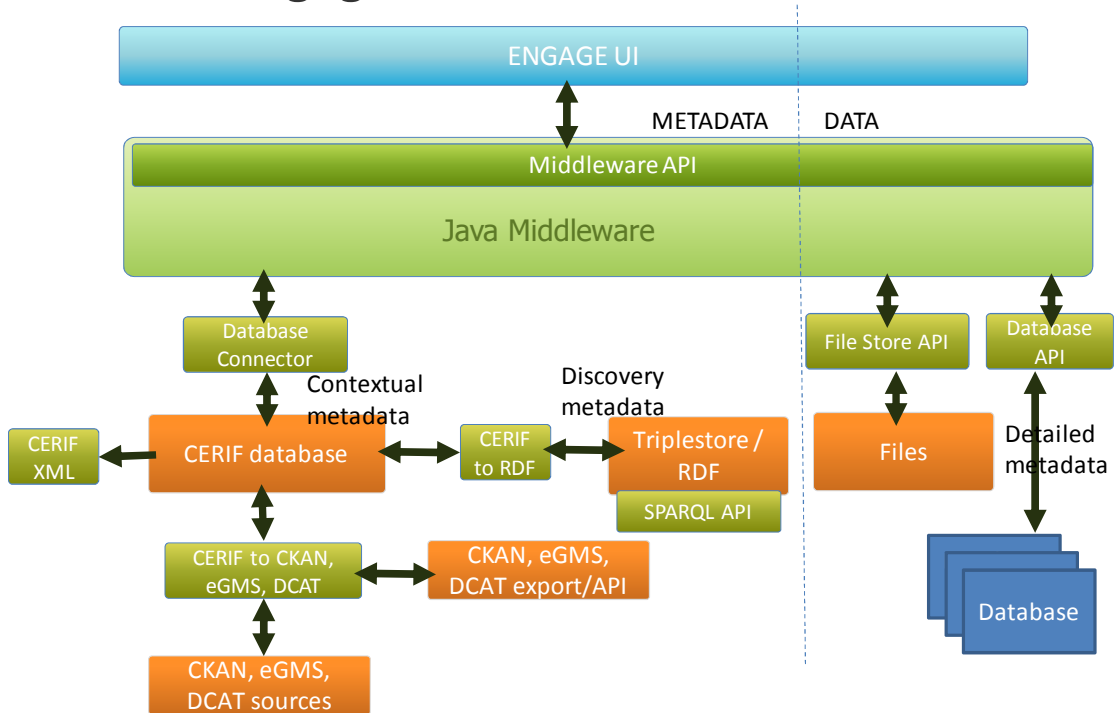 ENGAGE UI
METADATA
DATA
Middleware API
Java Middleware
Database
Connector
File Store API
Database
API
Contextual
metadata
Discovery
metadata
CERIF
XML
CERIF database
CERIF
to RDF
Triplestore /
RDF
SPARQL API
Files
Detailed
metadata
CERIF to CKAN,
eGMS, DCAT
CKAN, eGMS,
DCAT export/API
Database
CKAN, eGMS,
DCAT sources